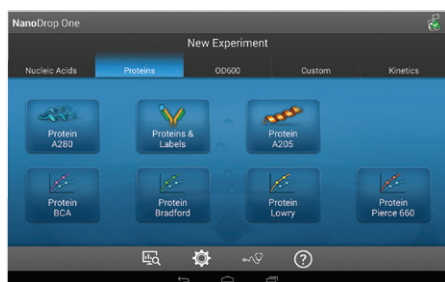 NanoDrop One
New Experiment
Nucleic Acids
Proteins
OD600
Custom
Kinetics
Protein
A280
Proteins &
Labels
Protein
A205
Protein
BCA
Protein
Bradford
Protein
Lowry
Protein
Pierce 660
?